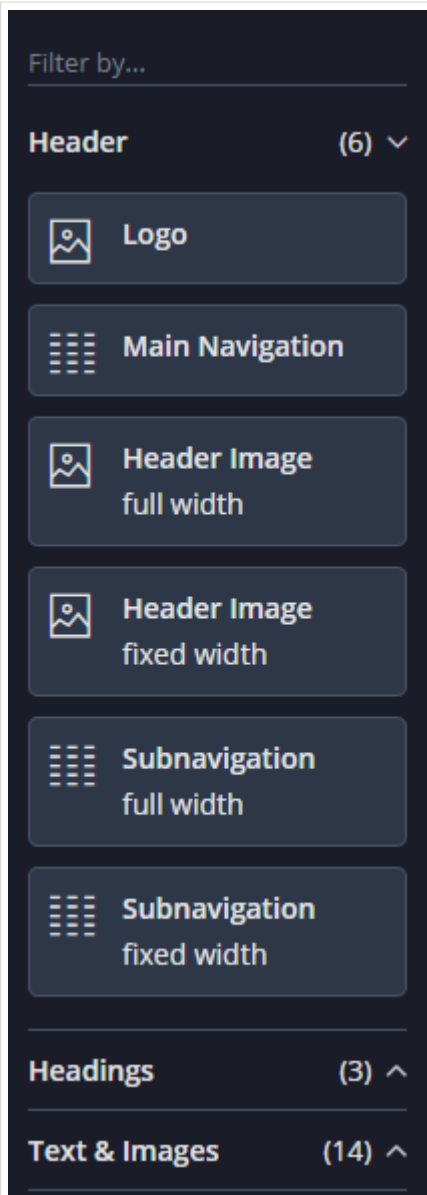 Filter by...
Header (6)
Logo
Main Navigation
Header Image
full width
Header Image
fixed width
Subnavigation
full width
Subnavigation
fixed width
Headings (3)
Text & Images (14)